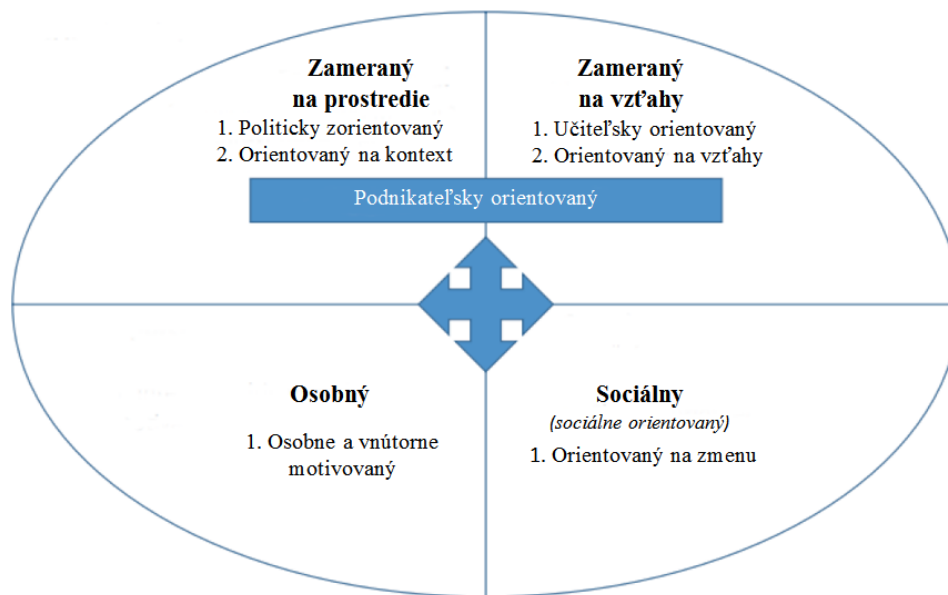 Zameraný
na prostredie
1. Politicky zorientovaný
2. Orientovaný na kontext
Zameraný
na vzťahy
1. Učiteľsky orientovaný
2. Orientovaný na vzťahy
Podnikateľsky orientovaný
Osobný
1. Osobne a vnútorne
motivovaný
Sociálny
(sociálne orientovaný)
1. Orientovaný na zmenu